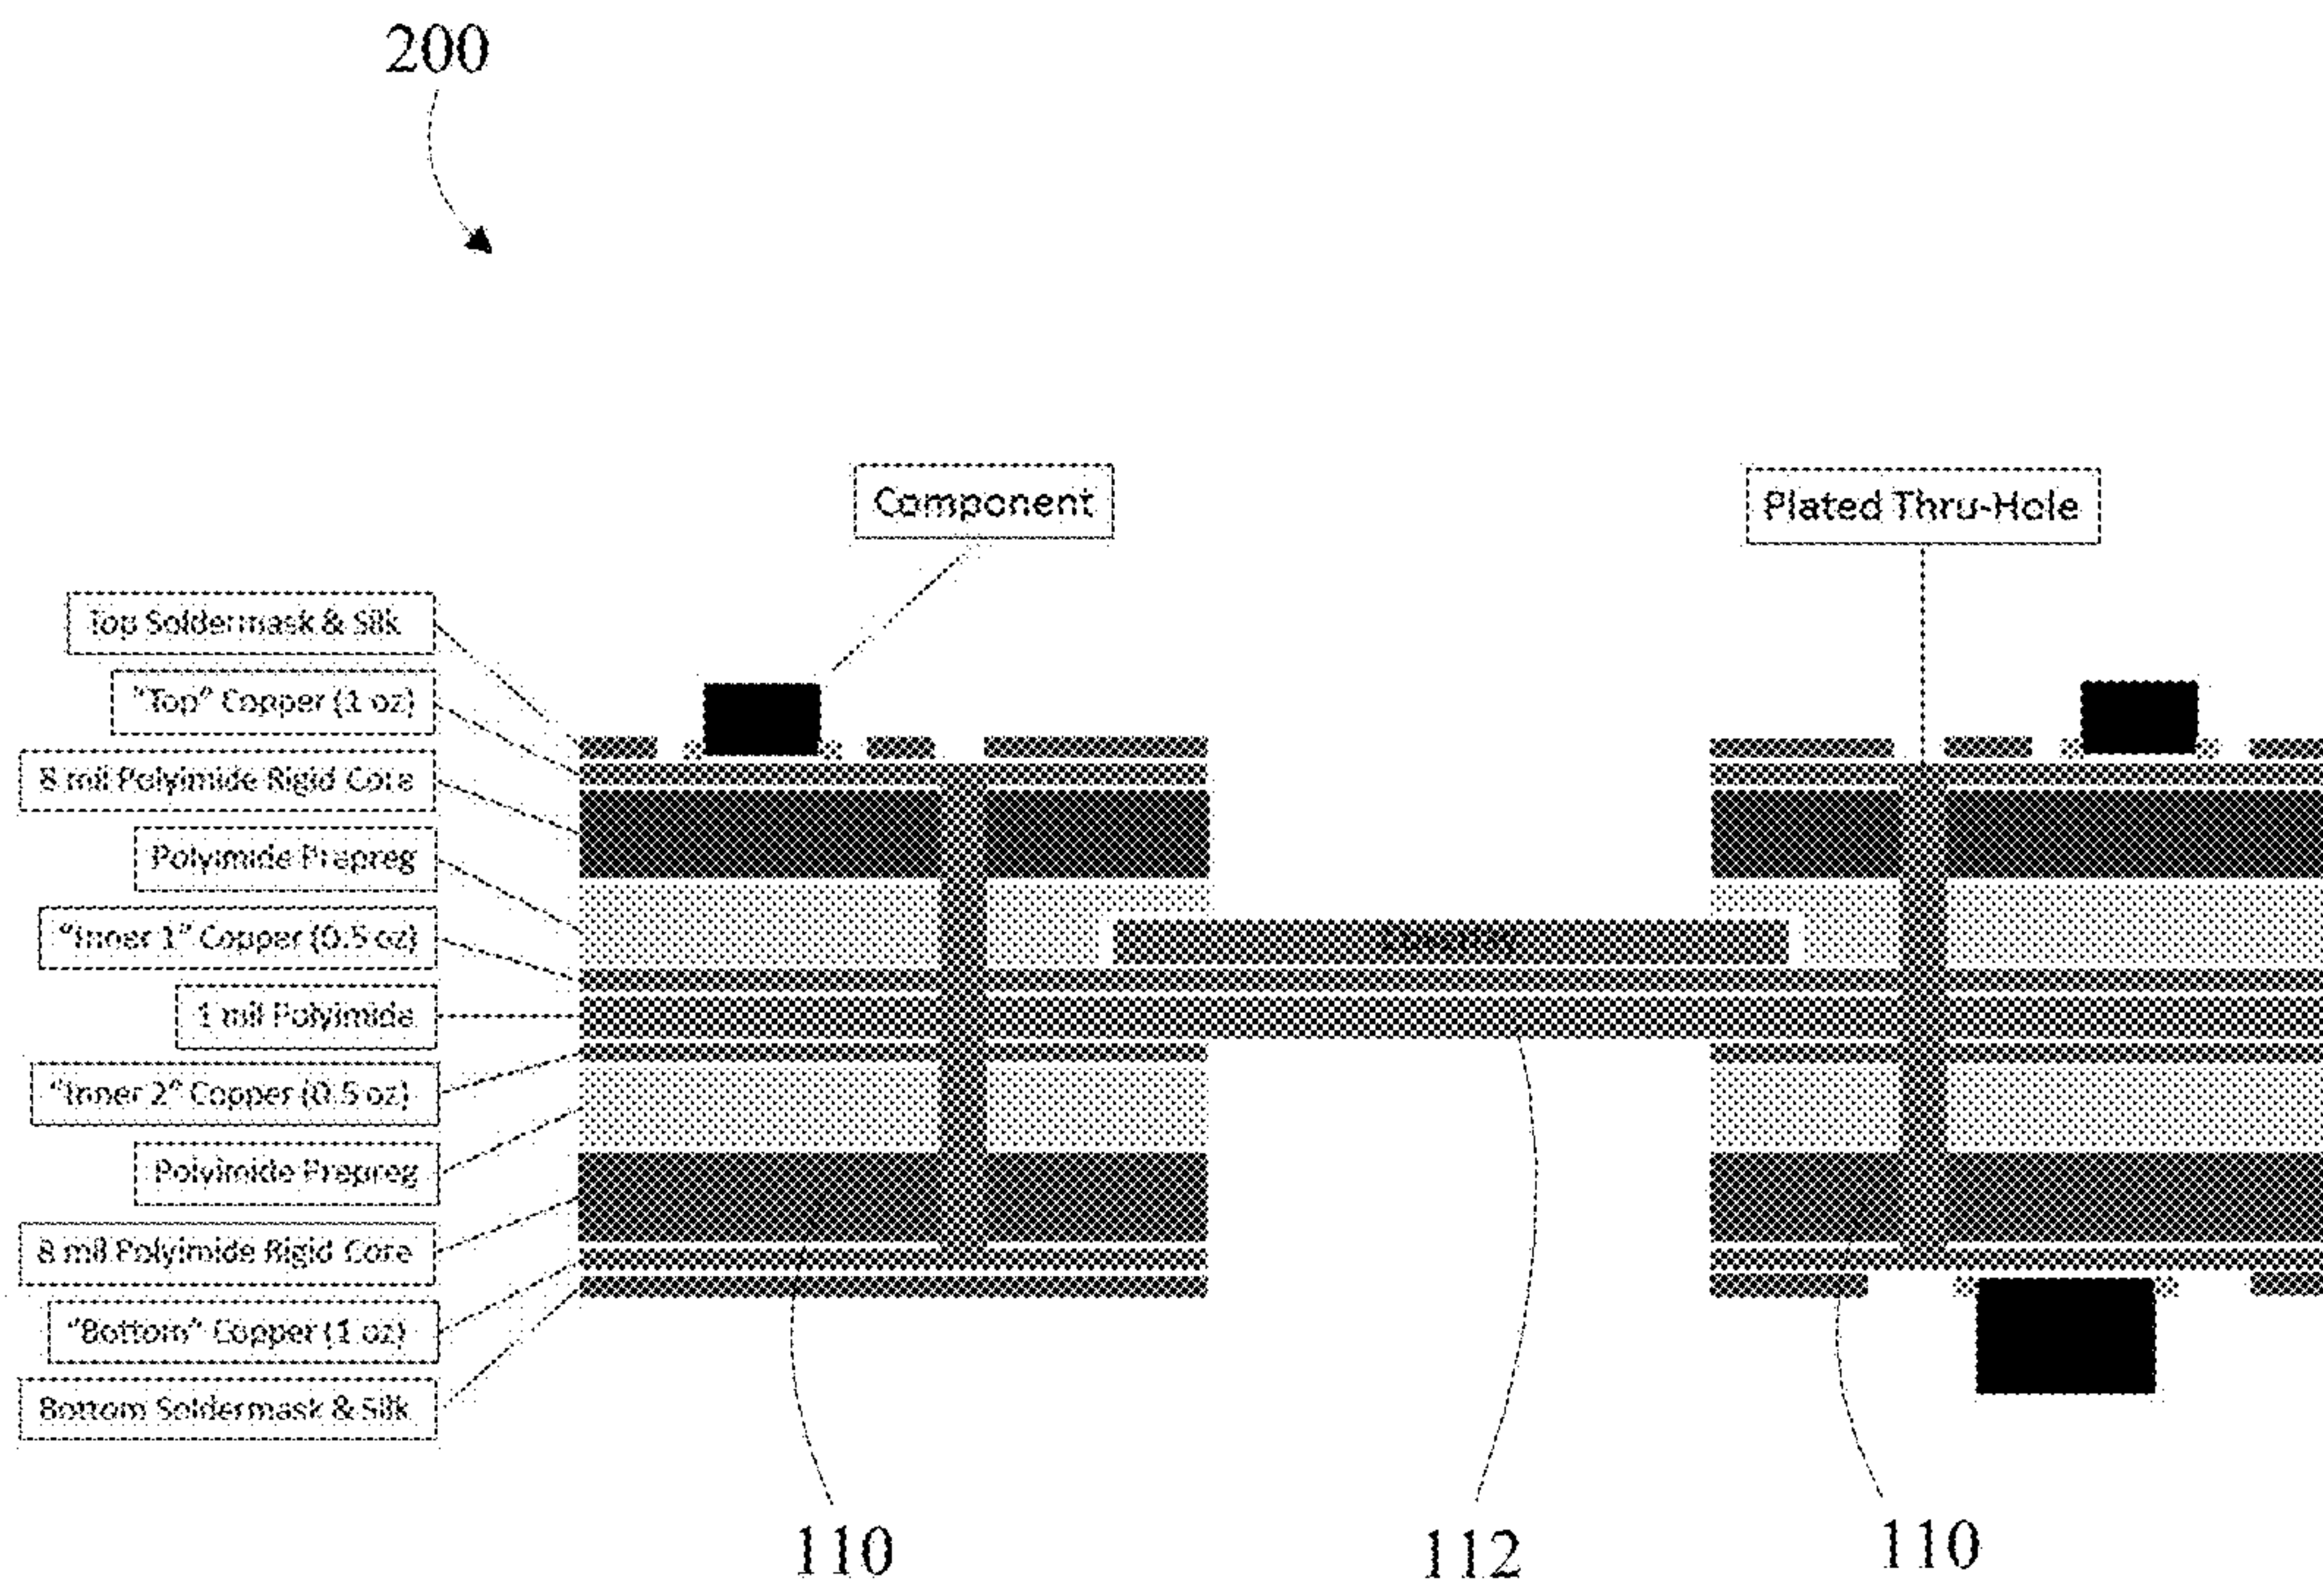 200
Component
Plated Thru-Hole
Top Soldermask & Silk
"Top" Copper (1 oz)
8 mil Polyimide Rigid Core
Polyimide Prepreg
"Inner 1" Copper (0.5 oz)
1 mil Polyimide
"Inner 2" Copper (0.5 oz)
Polyimide Prepreg
8 mil Polyimide Rigid Core
"Bottom" Copper (1 oz)
Bottom Soldermask & Silk
110
112
110